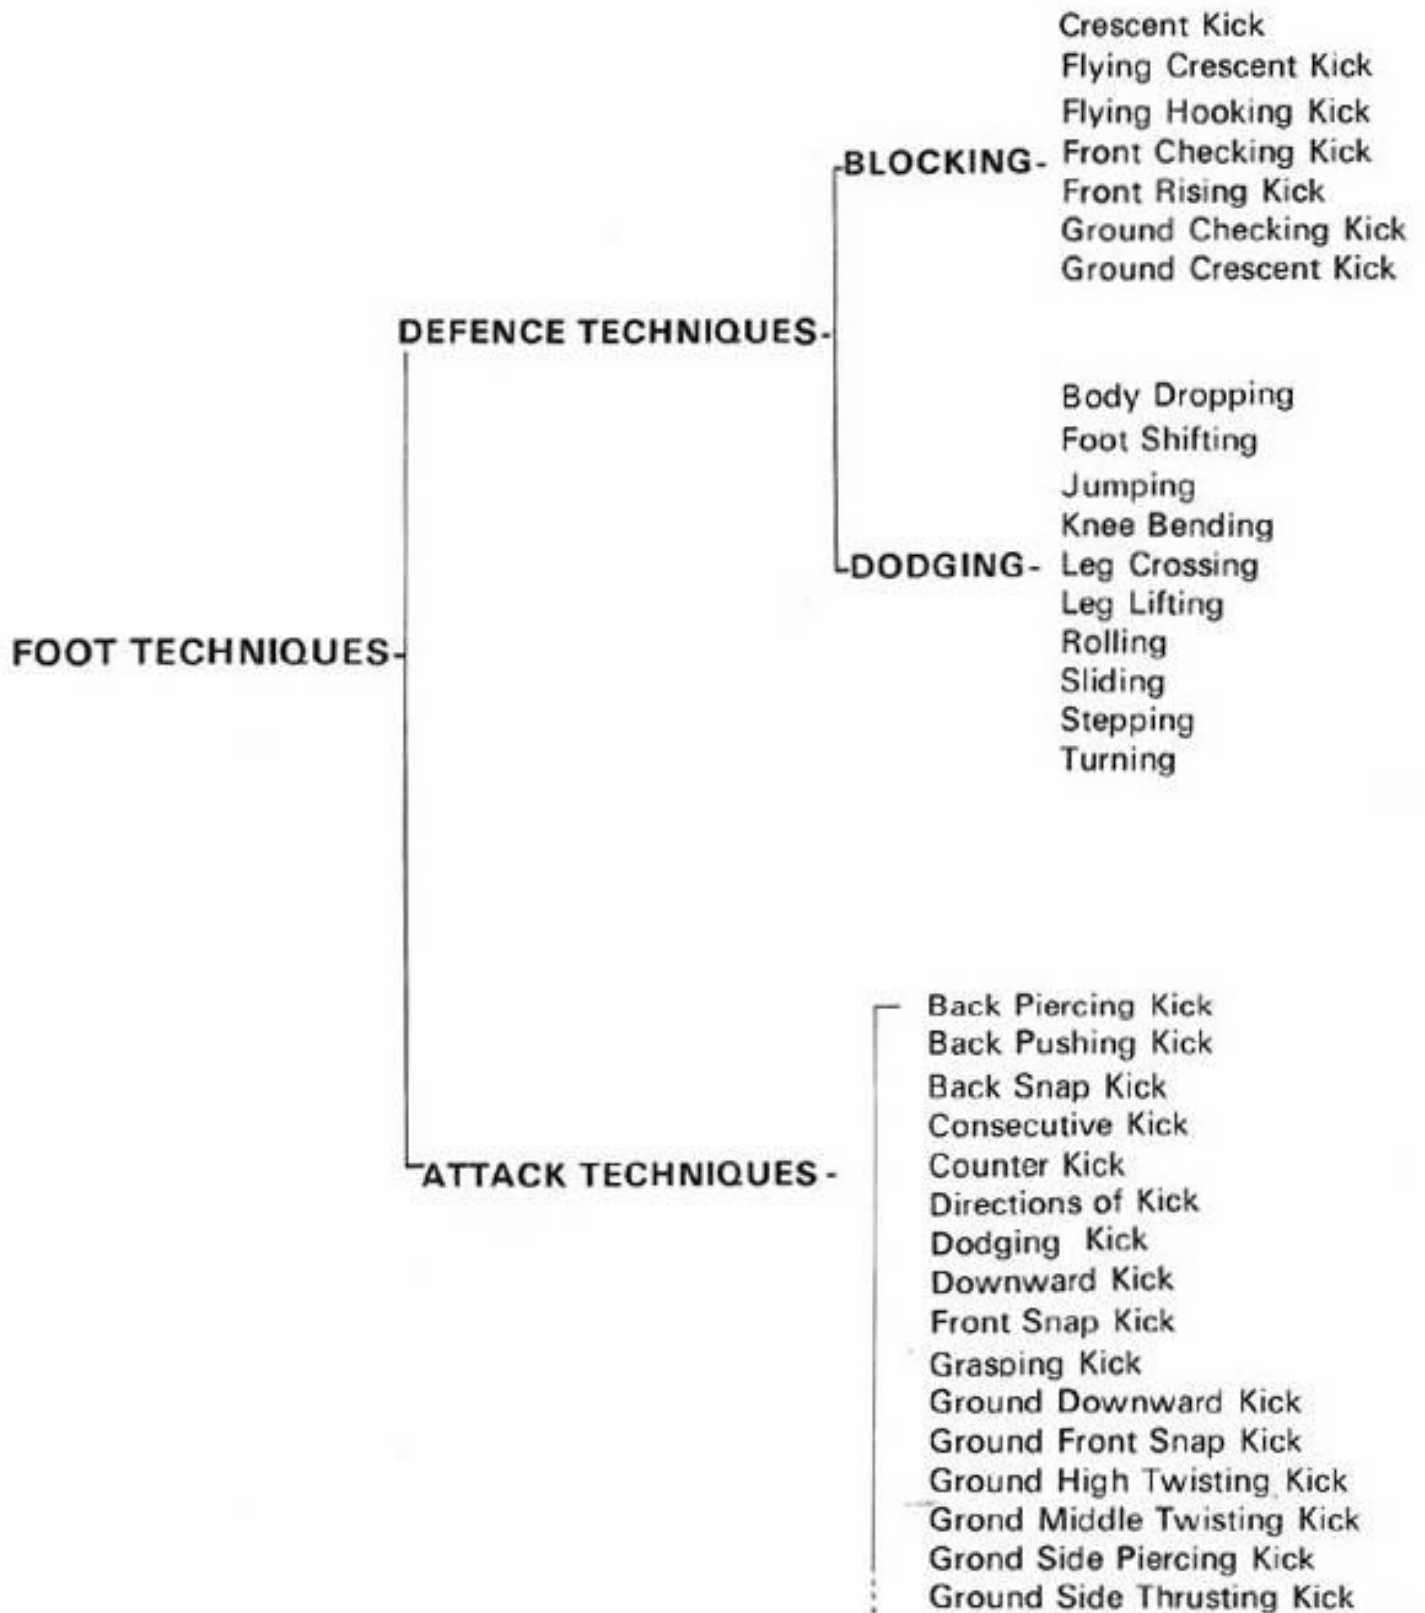 FOOT TECHNIQUES-
DEFENCE TECHNIQUES-
BLOCKING-
Crescent Kick
Flying Crescent Kick
Flying Hooking Kick
Front Checking Kick
Front Rising Kick
Ground Checking Kick
Ground Crescent Kick
DODGING-
Body Dropping
Foot Shifting
Jumping
Knee Bending
Leg Crossing
Leg Lifting
Rolling
Sliding
Stepping
Turning
ATTACK TECHNIQUES -
Back Piercing Kick
Back Pushing Kick
Back Snap Kick
Consecutive Kick
Counter Kick
Directions of Kick
Dodging Kick
Downward Kick
Front Snap Kick
Grasping Kick
Ground Downward Kick
Ground Front Snap Kick
Ground High Twisting Kick
Grond Middle Twisting Kick
Grond Side Piercing Kick
Ground Side Thrusting Kick